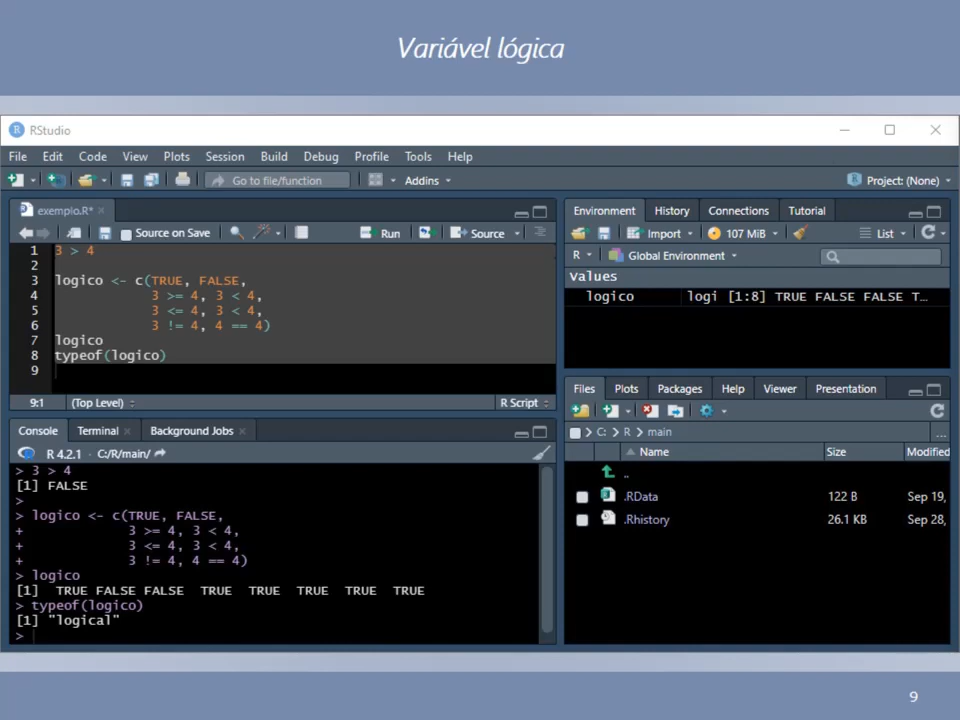 Variável lógica
RStudio
File Edit Code View Plots Session Build Debug Profile Tools Help
Go to file/function Addins Project: (None)
exemplo.R*
Source on Save Run Source
1 3 > 4
2
3 logico <- c(TRUE, FALSE,
4 3 >= 4, 3 < 4,
5 3 <= 4, 3 < 4,
6 3 != 4, 4 == 4)
7 logico
8 typeof(logico)
9
9:1 (Top Level) R Script
Console Terminal Background Jobs
R 4.2.1 · C:/R/main/
> 3 > 4
[1] FALSE
>
> logico <- c(TRUE, FALSE,
+ 3 >= 4, 3 < 4,
+ 3 <= 4, 3 < 4,
+ 3 != 4, 4 == 4)
> logico
[1] TRUE FALSE FALSE TRUE TRUE TRUE TRUE TRUE
> typeof(logico)
[1] "logical"
>
Environment History Connections Tutorial
Import 107 MiB List
R Global Environment
Values
logico logi [1:8] TRUE FALSE FALSE T...
Files Plots Packages Help Viewer Presentation
C: > R > main ...
Name Size Modified
..
.RData 122 B Sep 19,
.Rhistory 26.1 KB Sep 28,
9